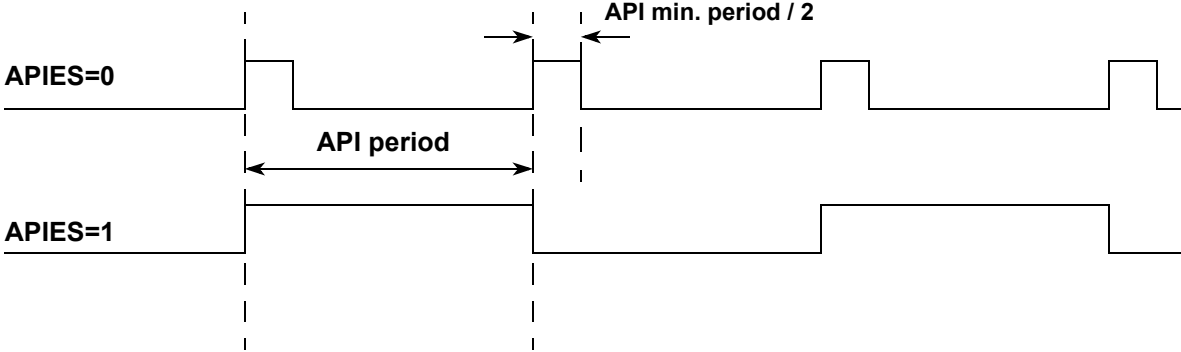 API min. period / 2
APIES=0
API period
APIES=1